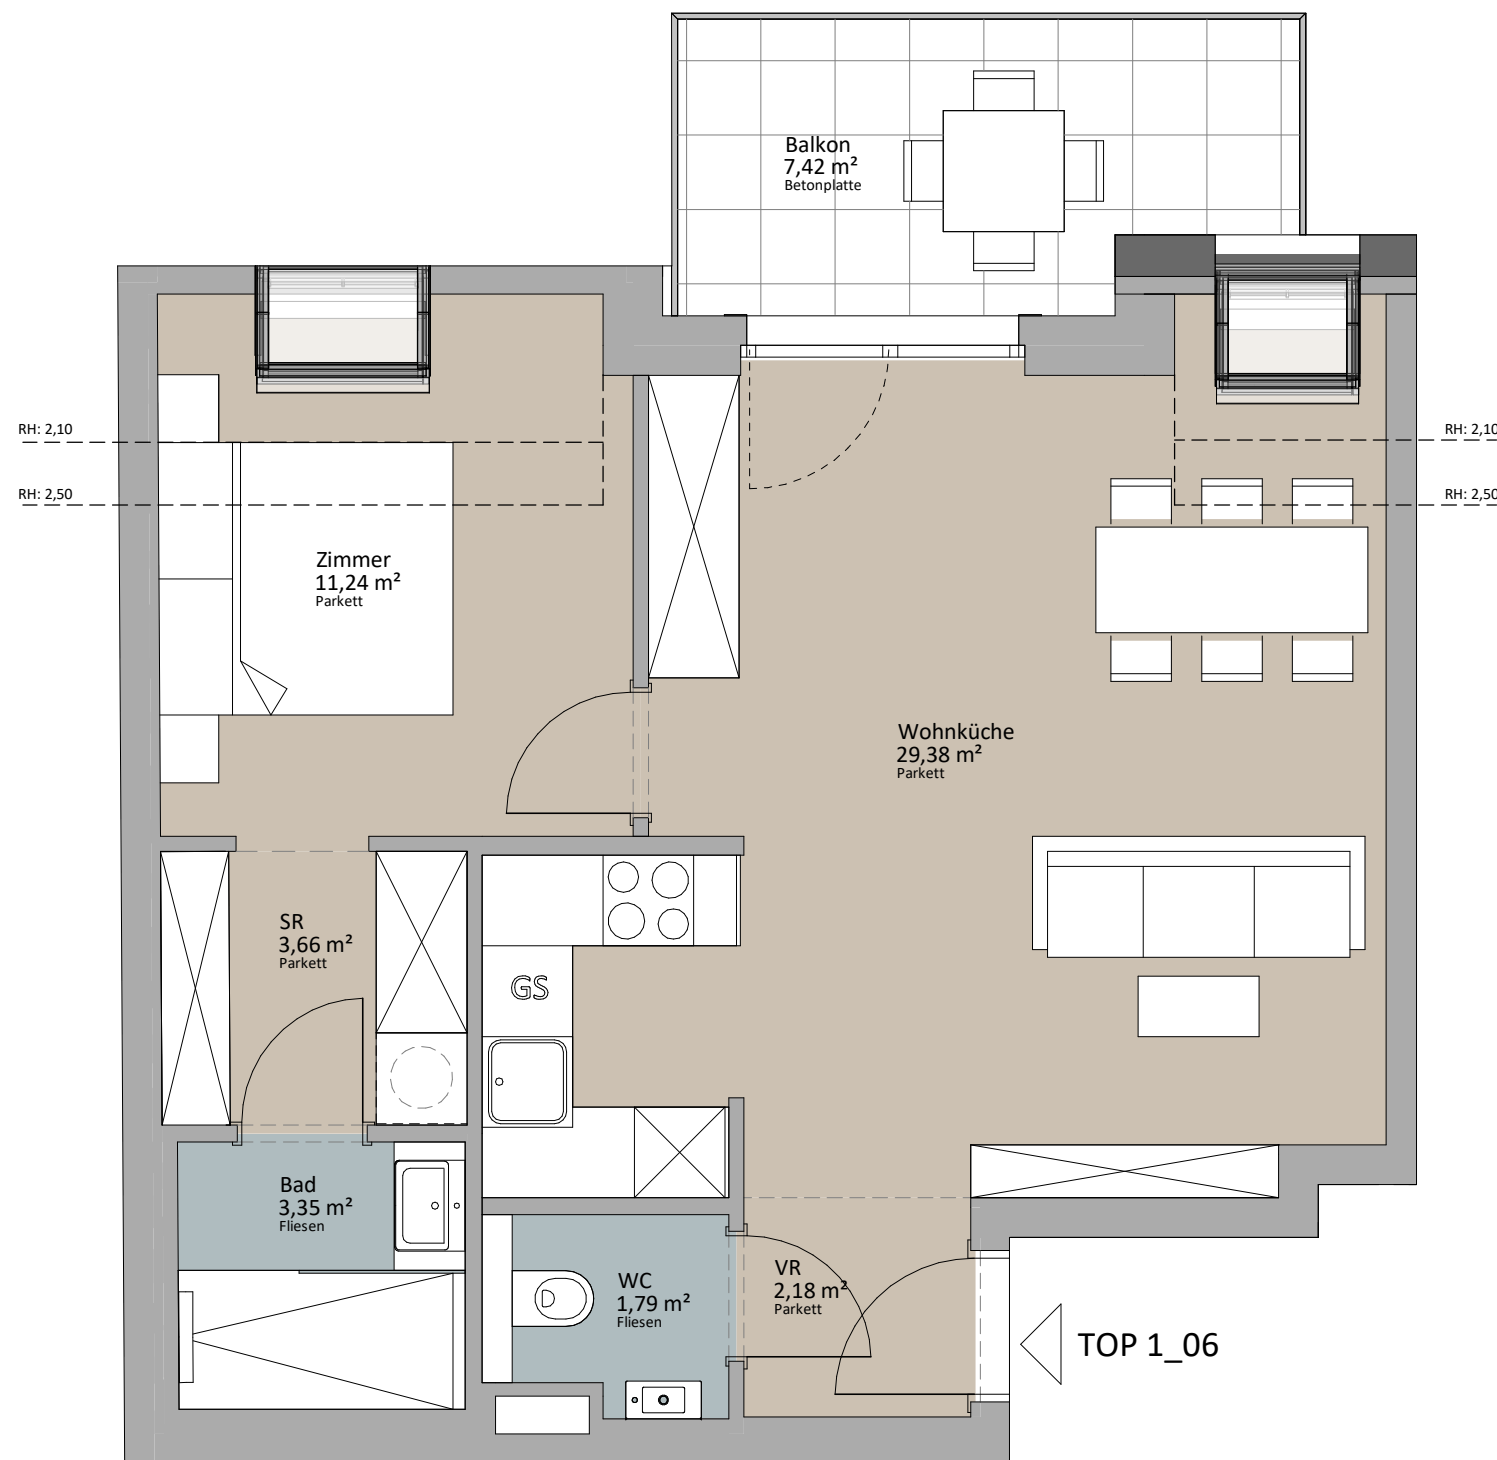 Balkon
7,42 m²
Betonplatte
RH: 2,10
RH: 2,10
RH: 2,50
RH: 2,50
Zimmer
11,24 m²
Parkett
Wohnküche
29,38 m²
Parkett
SR
3,66 m²
Parkett
GS
Bad
3,35 m²
Fliesen
WC
1,79 m²
Fliesen
VR
2,18 m²
Parkett
TOP 1_06